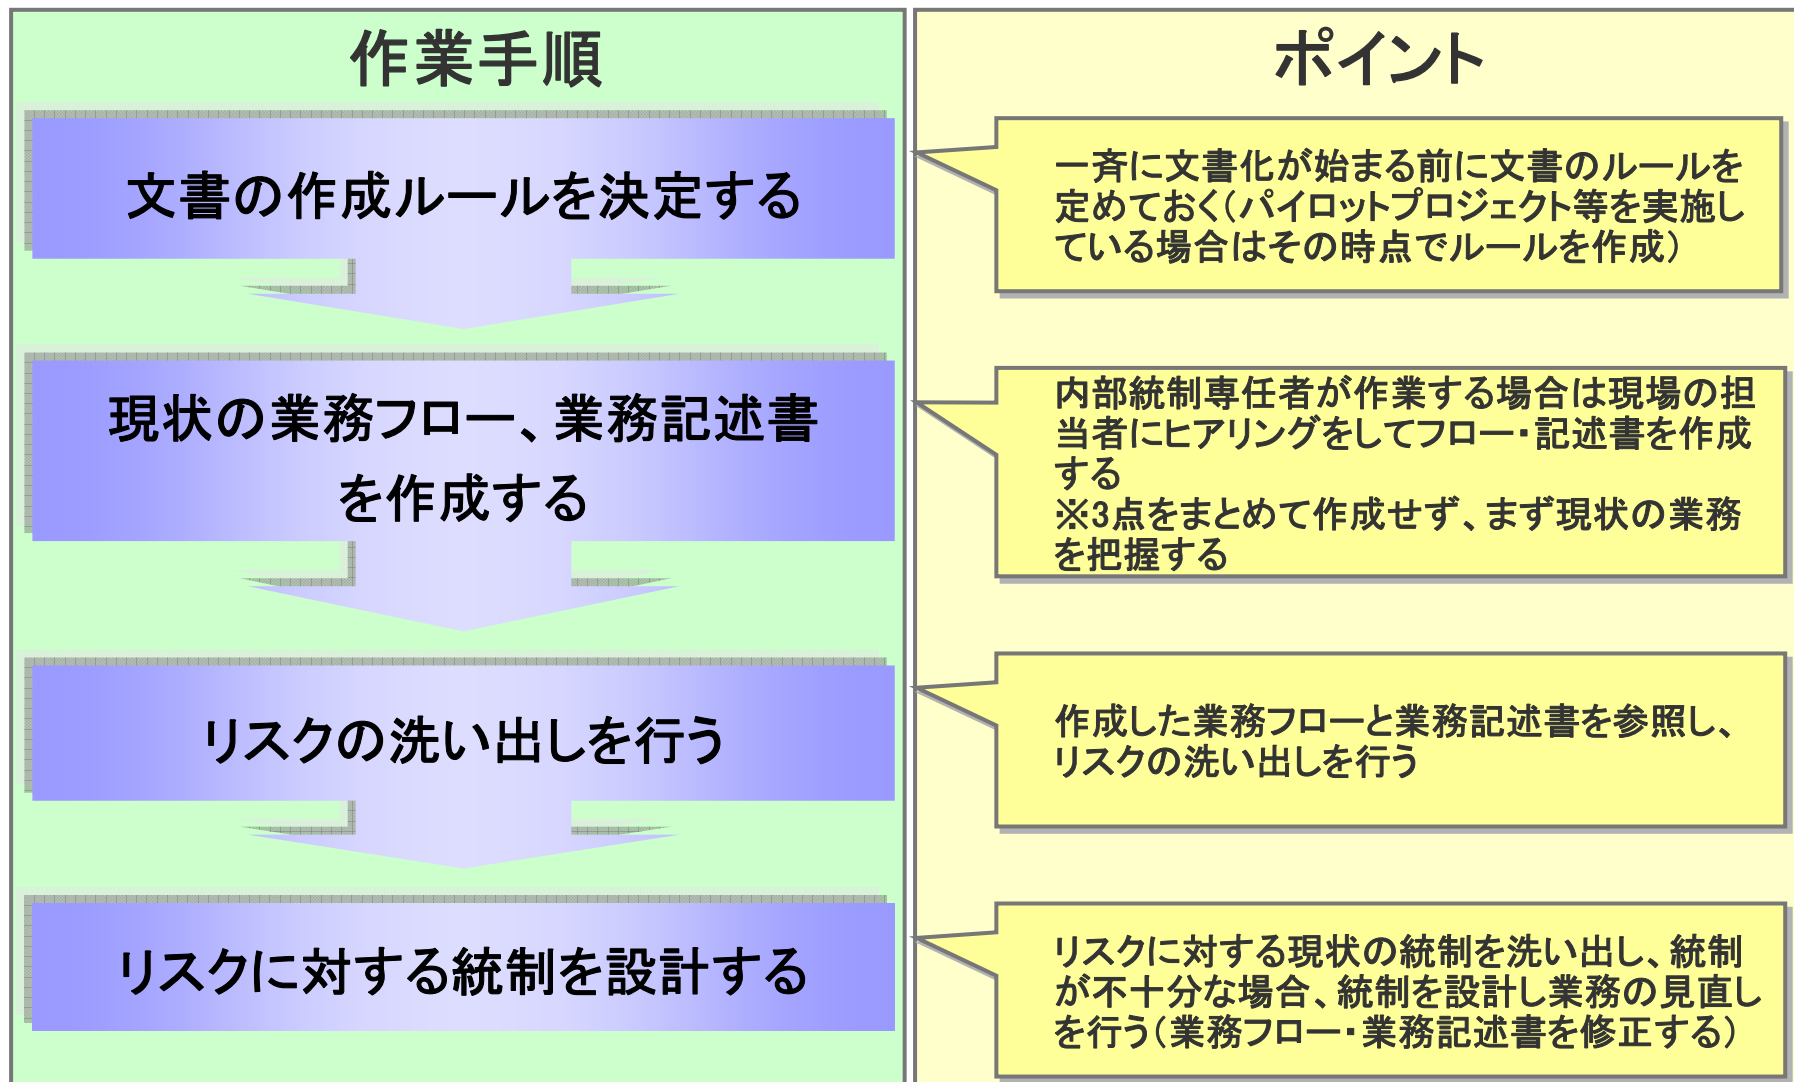 作業手順
文書の作成ルールを決定する
現状の業務フロー、業務記述書
を作成する
リスクの洗い出しを行う
リスクに対する統制を設計する
ポイント
一斉に文書化が始まる前に文書のルールを
定めておく（パイロットプロジェクト等を実施し
ている場合はその時点でルールを作成）
内部統制専任者が作業する場合は現場の担
当者にヒアリングをしてフロー・記述書を作成
する
※3点をまとめて作成せず、まず現状の業務
を把握する
作成した業務フローと業務記述書を参照し、
リスクの洗い出しを行う
リスクに対する現状の統制を洗い出し、統制
が不十分な場合、統制を設計し業務の見直し
を行う（業務フロー・業務記述書を修正する）